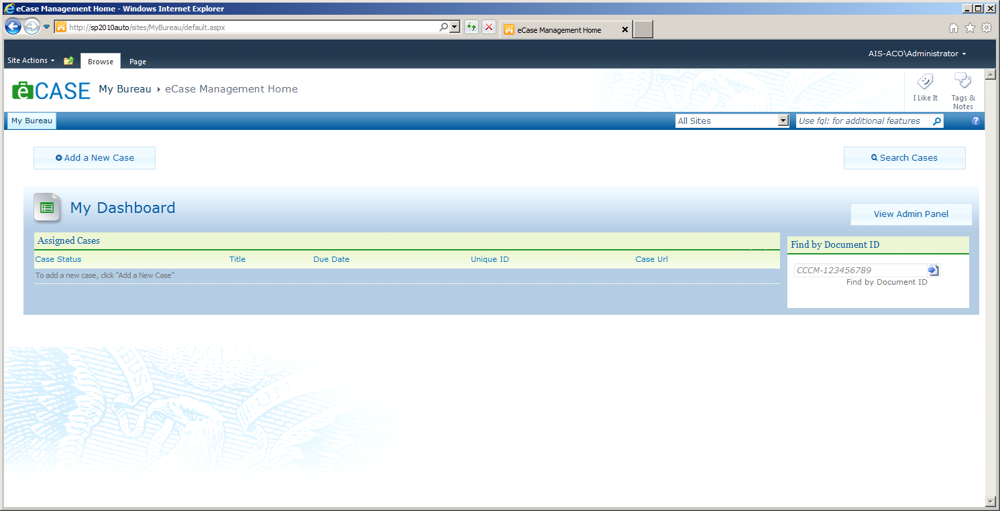 eCase Management Home - Windows Internet Explorer
http://sp2010auto/sites/MyBureau/default.aspx
eCase Management Home
Site Actions
Browse
Page
AIS-ACO\Administrator
eCASE
My Bureau
eCase Management Home
I Like It
Tags &
Notes
My Bureau
All Sites
Use fql: for additional features
Add a New Case
Search Cases
My Dashboard
View Admin Panel
Assigned Cases
Case Status
Title
Due Date
Unique ID
Case Url
To add a new case, click "Add a New Case"
Find by Document ID
CCCM-123456789
Find by Document ID
BUS
UNUM